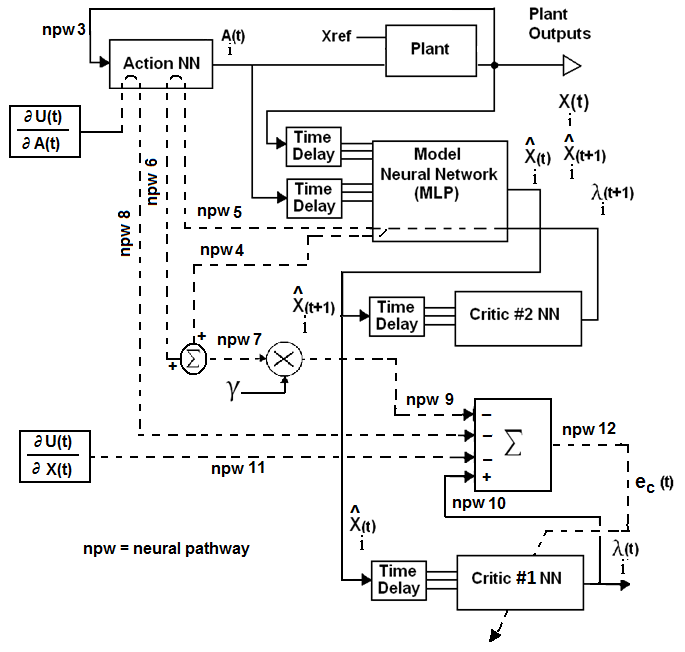 Plant
Outputs
npw 3
A(t)
i
Xref
Plant
Action NN
∂ U(t)
∂ A(t)
X(t)
i
Time
Delay
Model
Neural Network
(MLP)
^
X(t)
i
^
X(t+1)
i
npw 6
Time
Delay
λ(t+1)
i
npw 5
npw 8
npw 4
^
X(t+1)
i
Time
Delay
Critic #2 NN
+
npw 7
+
Σ
X
γ
npw 9
−
−
−
+
Σ
npw 12
∂ U(t)
∂ X(t)
npw 11
npw 10
e c (t)
^
X(t)
i
npw = neural pathway
λ(t)
i
Time
Delay
Critic #1 NN